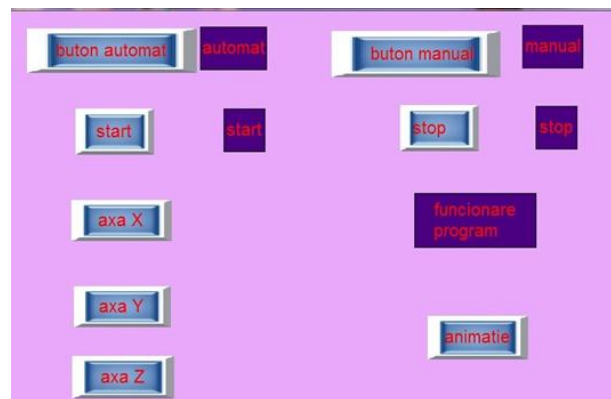 buton automat
automat
buton manual
manual
start
start
stop
stop
axa X
funcionare
program
axa Y
animatie
axa Z